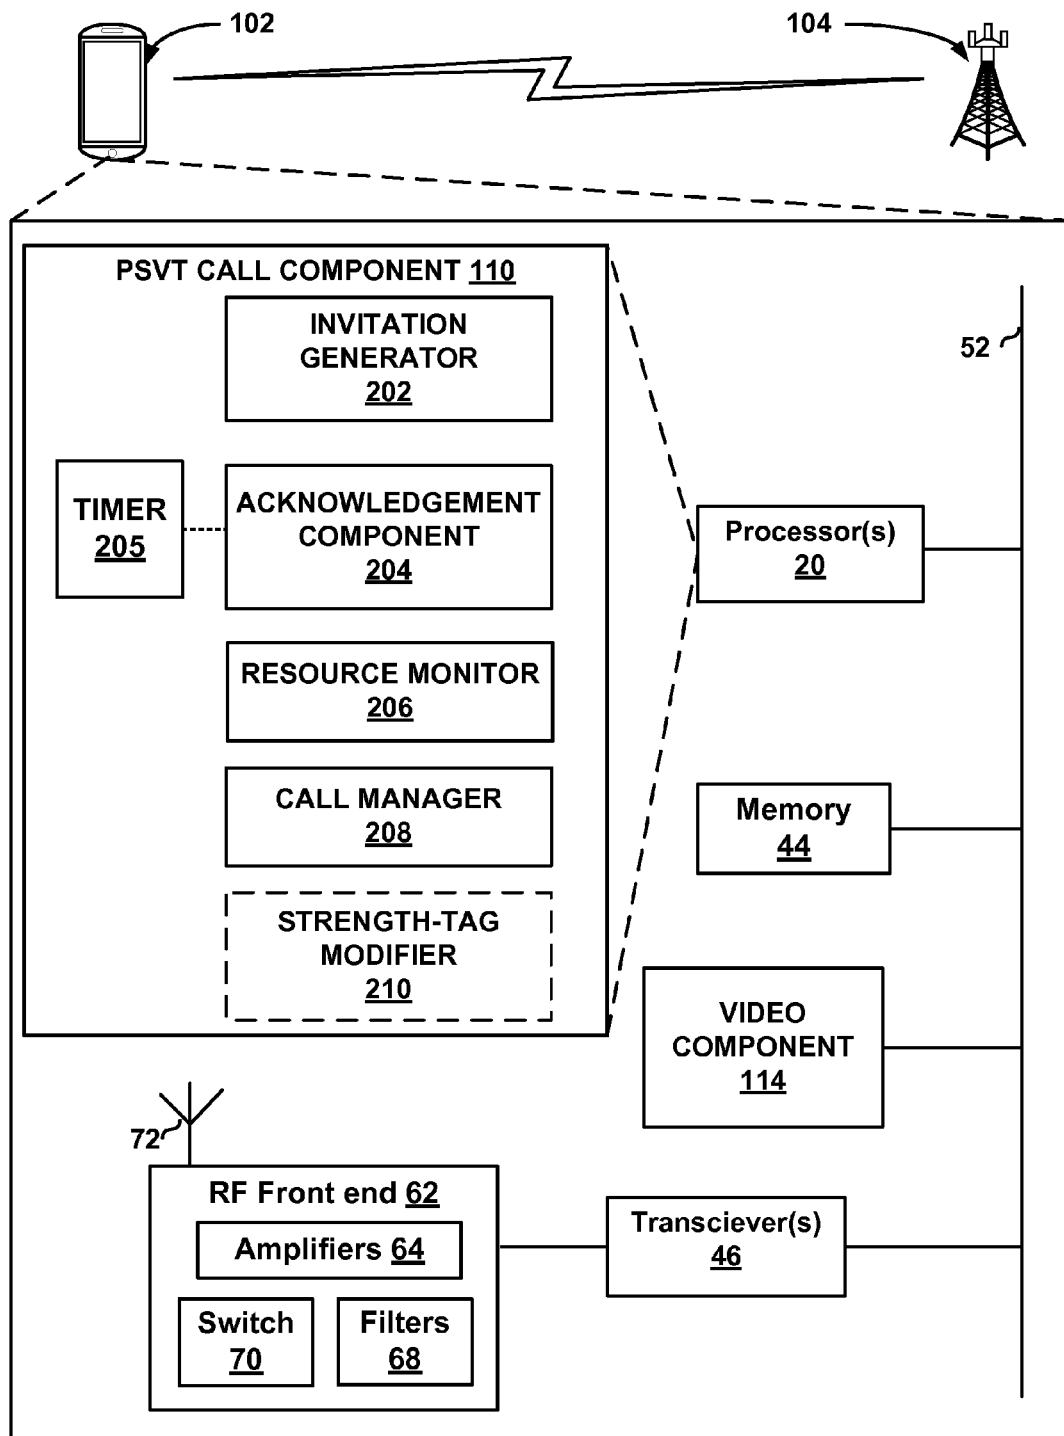 102
104
PSVT CALL COMPONENT 110
INVITATION
GENERATOR
202
52
TIMER
205
ACKNOWLEDGEMENT
COMPONENT
204
Processor(s)
20
RESOURCE MONITOR
206
CALL MANAGER
208
Memory
44
STRENGTH-TAG
MODIFIER
210
VIDEO
COMPONENT
114
72
RF Front end 62
Amplifiers 64
Switch
70
Filters
68
Transciever(s)
46